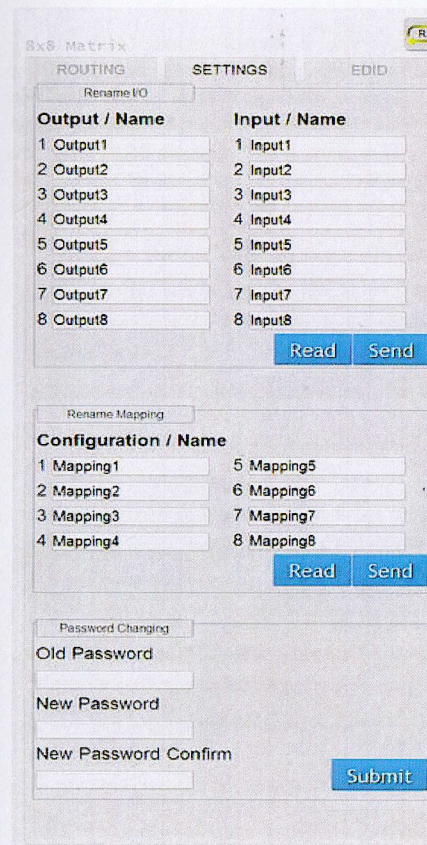 R
8x8 Matrix
ROUTING SETTINGS EDID
Rename I/O
Output / Name Input / Name
1 Output1 1 Input1
2 Output2 2 Input2
3 Output3 3 Input3
4 Output4 4 Input4
5 Output5 5 Input5
6 Output6 6 Input6
7 Output7 7 Input7
8 Output8 8 Input8
Read Send
Rename Mapping
Configuration / Name
1 Mapping1 5 Mapping5
2 Mapping2 6 Mapping6
3 Mapping3 7 Mapping7
4 Mapping4 8 Mapping8
Read Send
Password Changing
Old Password
New Password
New Password Confirm
Submit